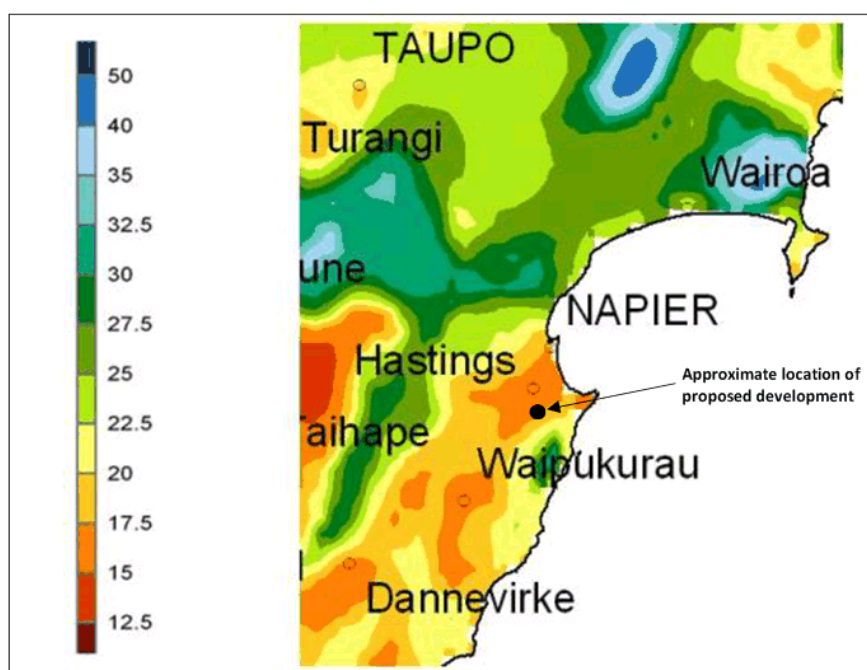 50
40
35
32.5
30
27.5
25
22.5
20
17.5
15
12.5
TAUPO
Turangi
Wairoa
une
NAPIER
Hastings
Approximate location of
proposed development
Taihape
Waipukurau
Dannevirke